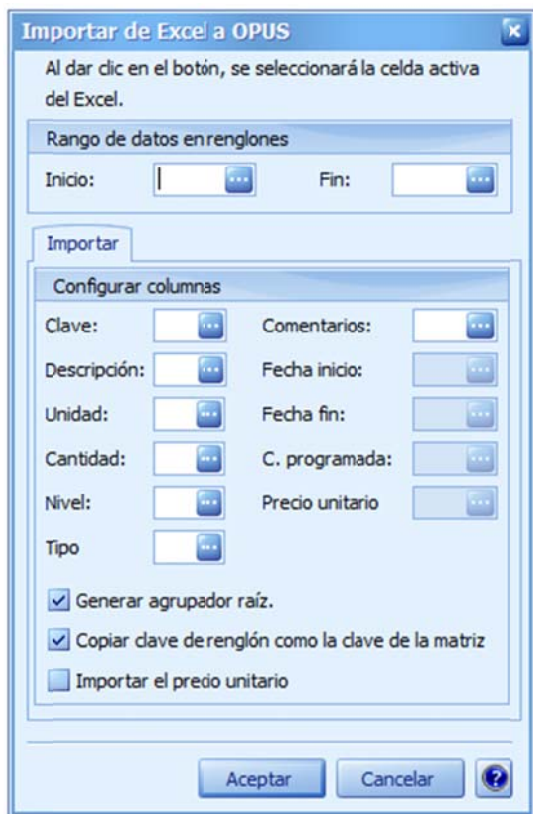 Importar de Excel a OPUS
Al dar clic en el botón, se seleccionará la celda activa
del Excel.
Rango de datos en renglones
Inicio: Fin:
Importar
Configurar columnas
Clave: Comentarios:
Descripción: Fecha inicio:
Unidad: Fecha fin:
Cantidad: C. programada:
Nivel: Precio unitario
Tipo
Generar agrupador raíz.
Copiar clave de renglón como la clave de la matriz
Importar el precio unitario
Aceptar Cancelar ?